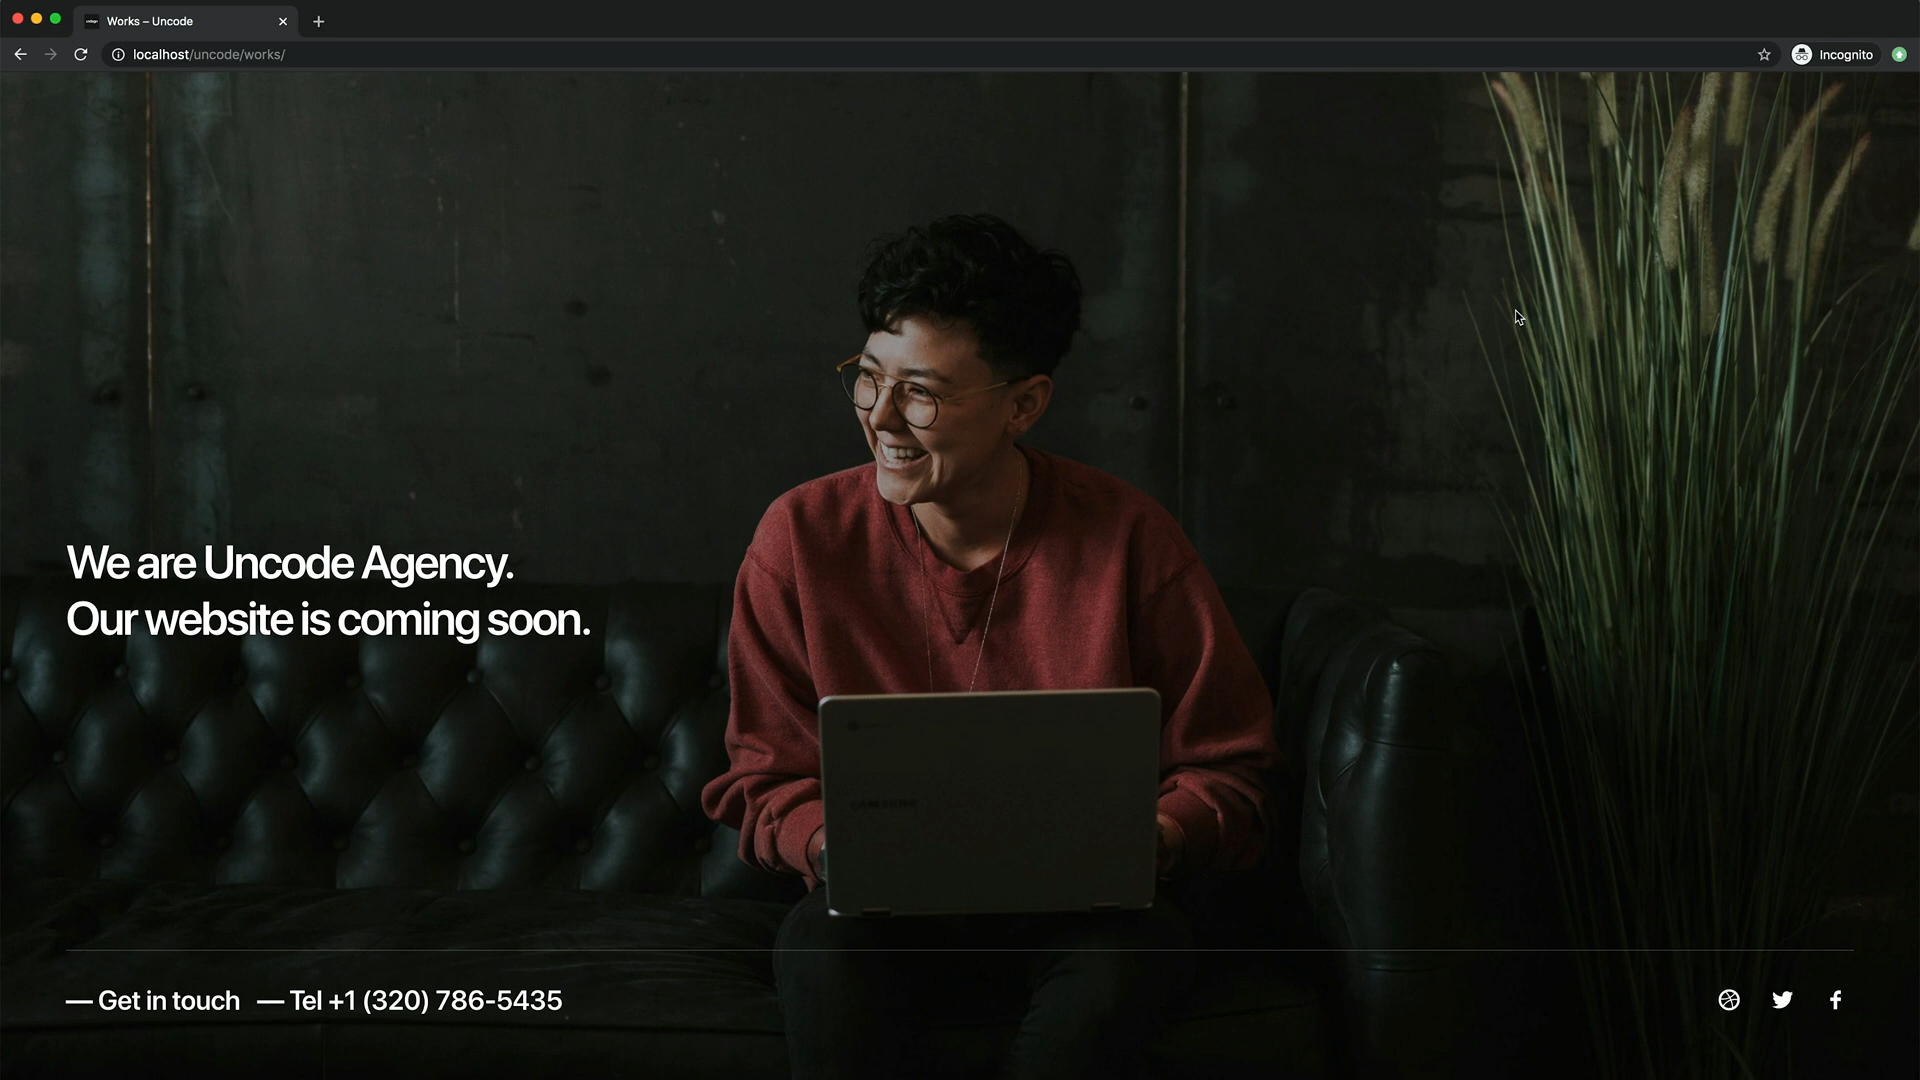 Works – Uncode
localhost/uncode/works/
Incognito
We are Uncode Agency.
Our website is coming soon.
SAMSUNG
— Get in touch — Tel +1 (320) 786-5435